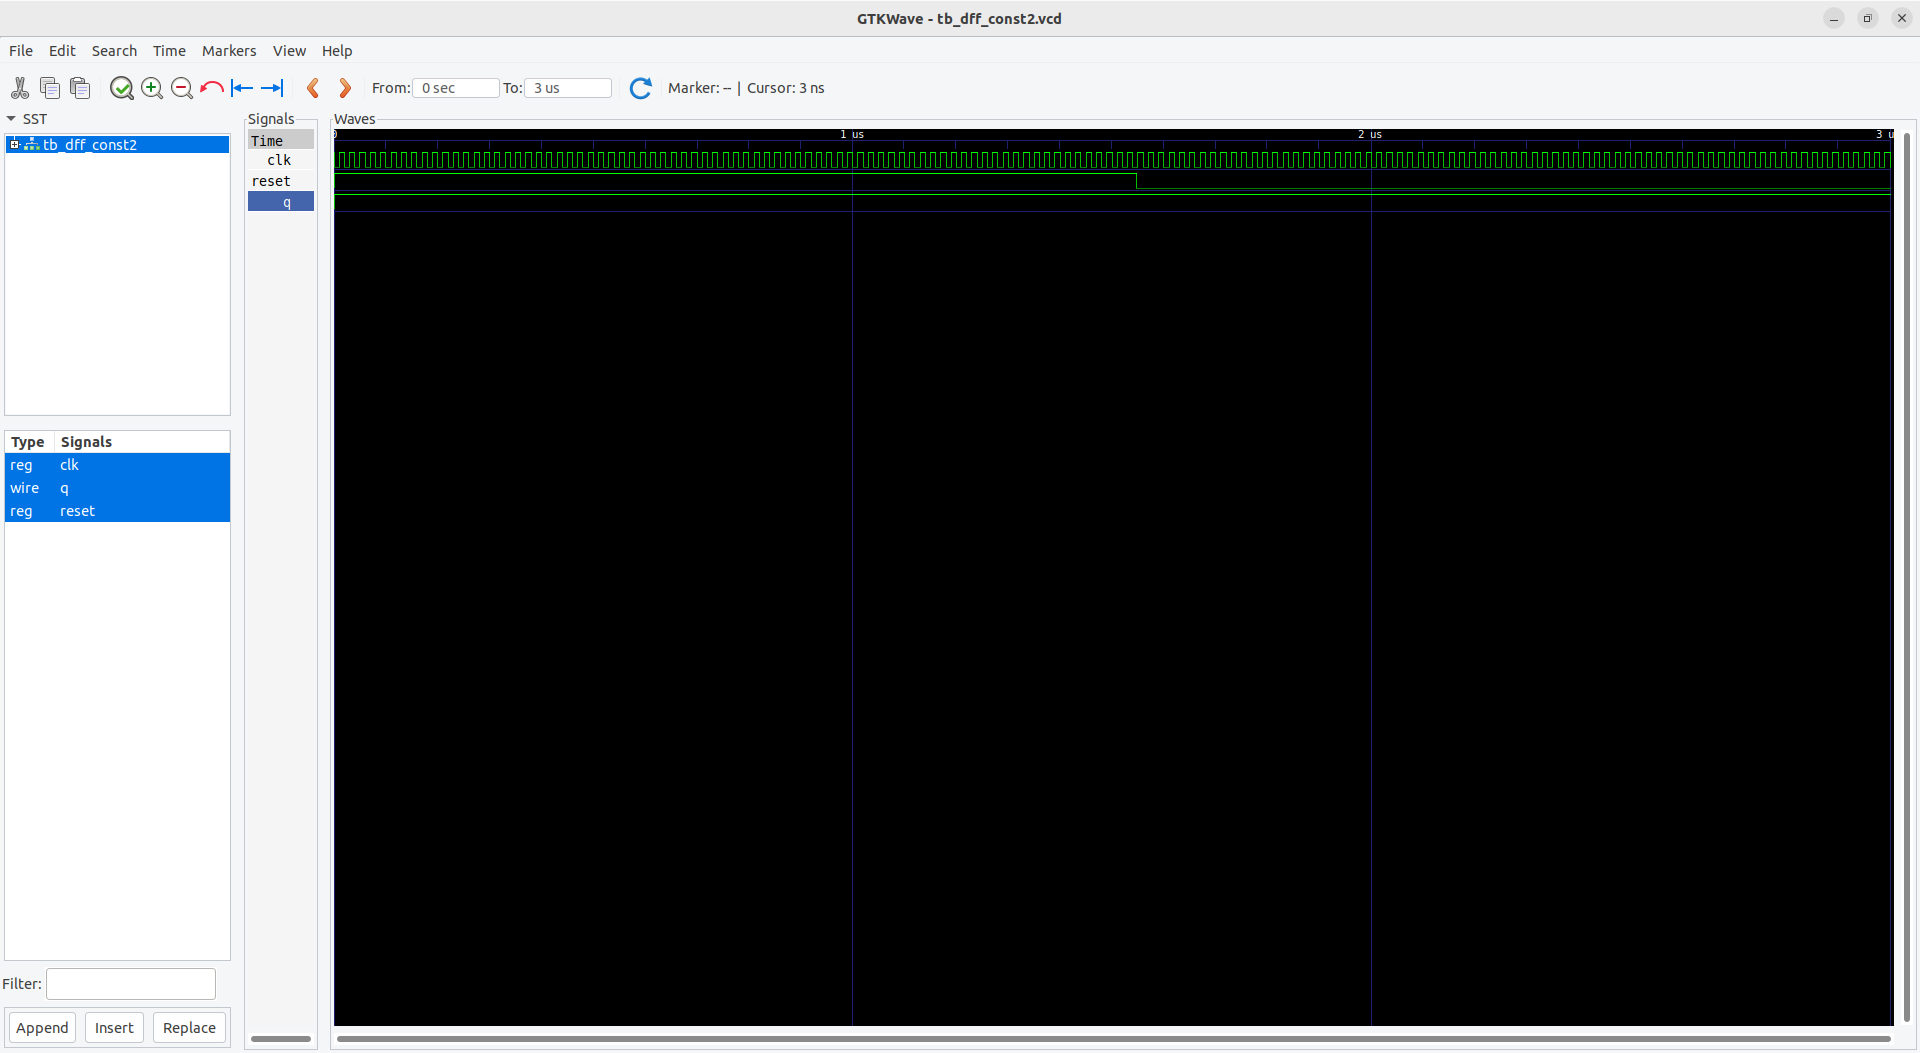 GTKWave - tb_dff_const2.vcd
File Edit Search Time Markers View Help
From: 0 sec To: 3 us Marker: -- | Cursor: 3 ns
SST
tb_dff_const2
Type Signals
reg clk
wire q
reg reset
Filter:
Append Insert Replace
Signals
Time
clk
reset
q
Waves
0 1 us 2 us 3 u